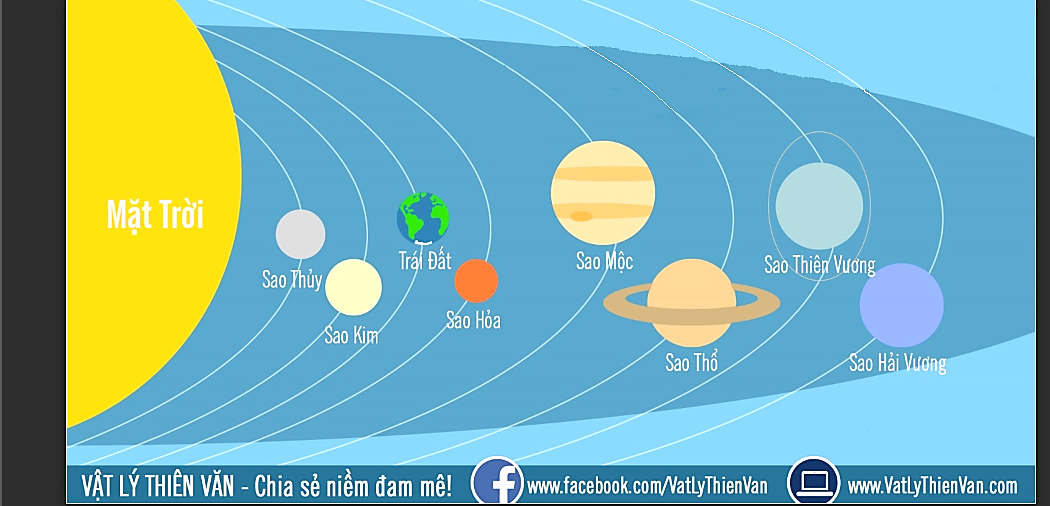 Mặt Trời
Sao Thủy
Sao Kim
Trái Đất
Sao Hỏa
Sao Mộc
Sao Thổ
Sao Thiên Vương
Sao Hải Vương
VẬT LÝ THIÊN VĂN - Chia sẻ niềm đam mê! www.facebook.com/VatLyThienVan www.VatLyThienVan.com